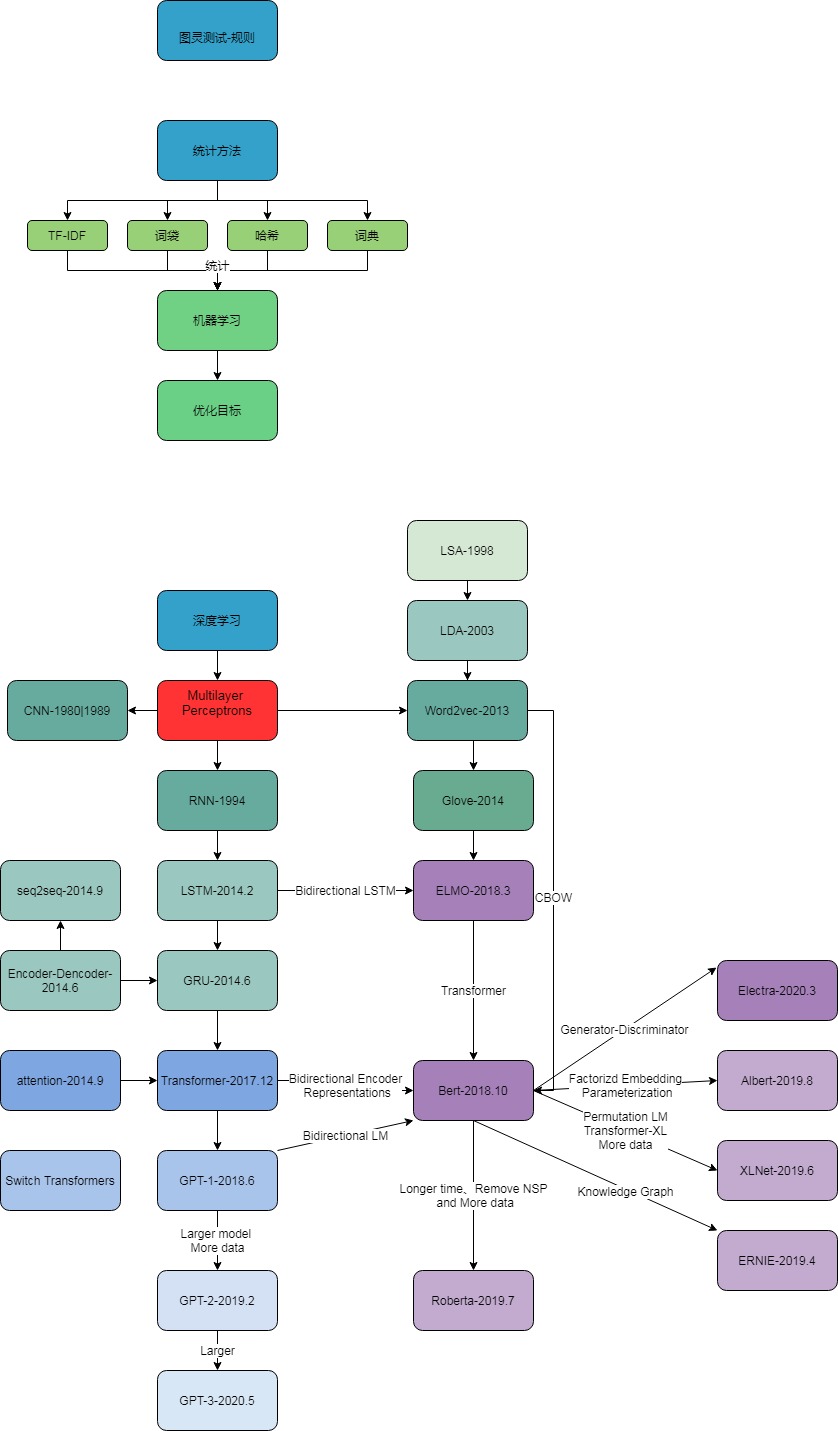 图灵测试-规则
统计方法
TF-IDF
词袋
哈希
词典
统计
机器学习
优化目标
LSA-1998
深度学习
LDA-2003
CNN-1980|1989
Multilayer
Perceptrons
Word2vec-2013
RNN-1994
Glove-2014
seq2seq-2014.9
LSTM-2014.2
Bidirectional LSTM
ELMO-2018.3
CBOW
Encoder-Dencoder-
2014.6
GRU-2014.6
Transformer
Electra-2020.3
Generator-Discriminator
attention-2014.9
Transformer-2017.12
Bidirectional Encoder
Representations
Bert-2018.10
Factorizd Embedding
Parameterization
Albert-2019.8
Permutation LM
Transformer-XL
More data
Bidirectional LM
Switch Transformers
GPT-1-2018.6
Longer time、Remove NSP
and More data
Knowledge Graph
XLNet-2019.6
Larger model
More data
ERNIE-2019.4
GPT-2-2019.2
Roberta-2019.7
Larger
GPT-3-2020.5